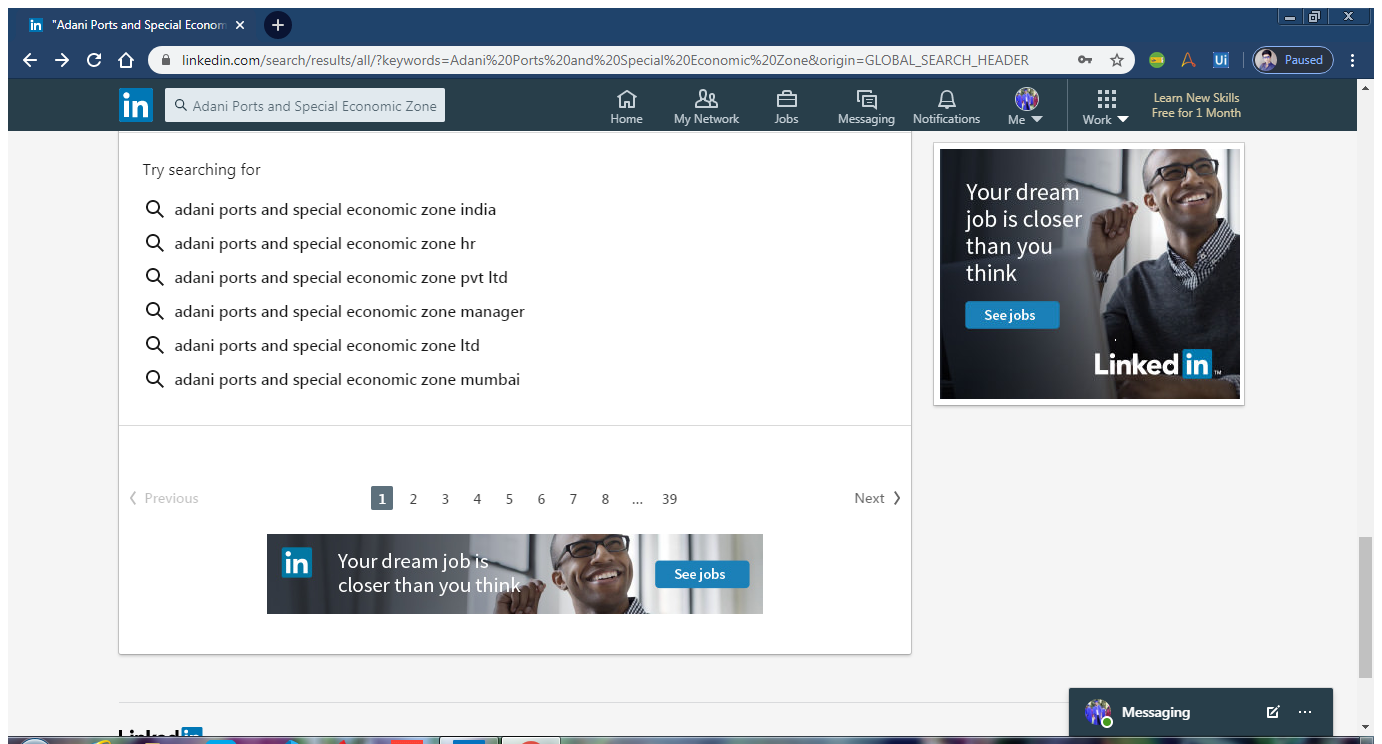 "Adani Ports and Special Econom
linkedin.com/search/results/all/?keywords=Adani%20Ports%20and%20Special%20Economic%20Zone&origin=GLOBAL_SEARCH_HEADER
Ui
Paused
in
Adani Ports and Special Economic Zone
Home
My Network
Jobs
Messaging
Notifications
Me
Work
Learn New Skills
Free for 1 Month
Try searching for
adani ports and special economic zone india
adani ports and special economic zone hr
adani ports and special economic zone pvt ltd
adani ports and special economic zone manager
adani ports and special economic zone ltd
adani ports and special economic zone mumbai
Your dream
job is closer
than you
think
See jobs
Linked in TM
Previous
1 2 3 4 5 6 7 8 ... 39
Next
in
Your dream job is
closer than you think
See jobs
Messaging
Linked in